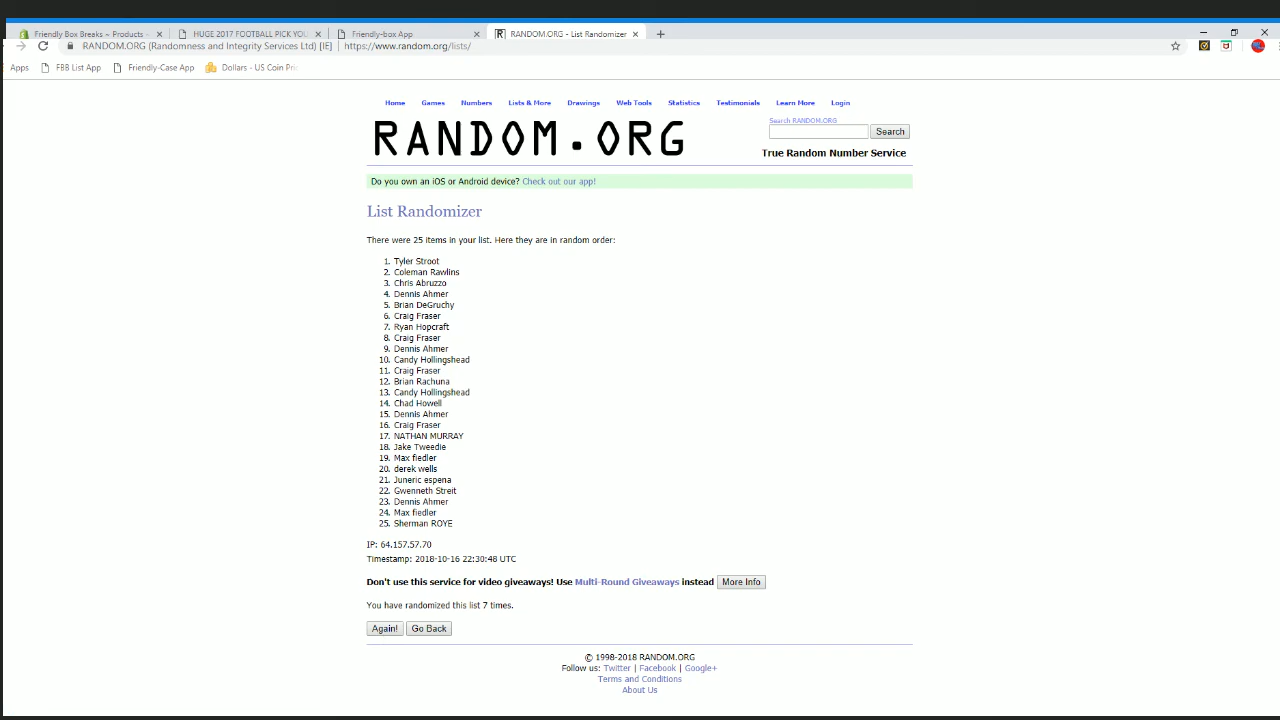 Friendly Box Breaks – Products –
HUGE 2017 FOOTBALL PICK YOU
Friendly-box App
RANDOM.ORG - List Randomizer
RANDOM.ORG (Randomness and Integrity Services Ltd) [IE] | https://www.random.org/lists/
Apps FBB List App Friendly-Case App Dollars - US Coin Pric
Home Games Numbers Lists & More Drawings Web Tools Statistics Testimonials Learn More Login
RANDOM.ORG
Search RANDOM.ORG
Search
True Random Number Service
Do you own an iOS or Android device? Check out our app!
List Randomizer
There were 25 items in your list. Here they are in random order:
1. Tyler Stroot
2. Coleman Rawlins
3. Chris Abruzzo
4. Dennis Ahmer
5. Brian DeGruchy
6. Craig Fraser
7. Ryan Hopcraft
8. Craig Fraser
9. Dennis Ahmer
10. Candy Hollingshead
11. Craig Fraser
12. Brian Rachuna
13. Candy Hollingshead
14. Chad Howell
15. Dennis Ahmer
16. Craig Fraser
17. NATHAN MURRAY
18. Jake Tweedie
19. Max fiedler
20. derek wells
21. Juneric espena
22. Gwenneth Streit
23. Dennis Ahmer
24. Max fiedler
25. Sherman ROYE
IP: 64.157.57.70
Timestamp: 2018-10-16 22:30:48 UTC
Don't use this service for video giveaways! Use Multi-Round Giveaways instead More Info
You have randomized this list 7 times.
Again! Go Back
© 1998-2018 RANDOM.ORG
Follow us: Twitter | Facebook | Google+
Terms and Conditions
About Us